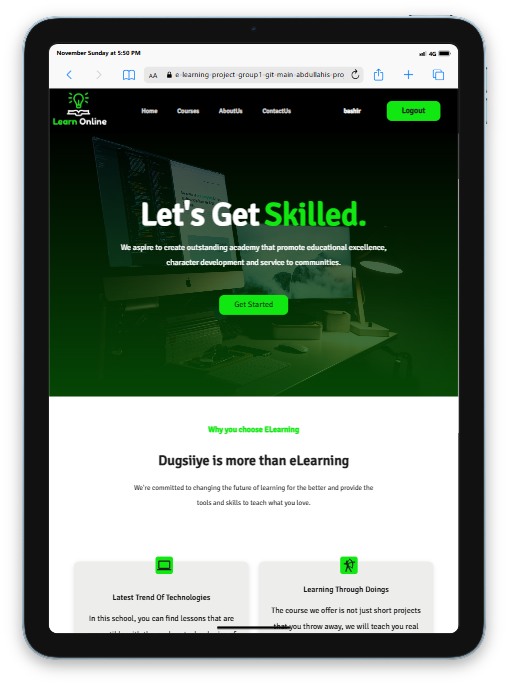 November Sunday at 5:50 PM
4G
AA e-learning-project-group1-git-main-abdullahis-pro
Learn Online
Home Courses AboutUs ContactUs bashir Logout
Let's Get Skilled.
We aspire to create outstanding academy that promote educational excellence,
character development and service to communities.
Get Started
Why you choose ELearning
Dugsiiye is more than eLearning
We're committed to changing the future of learning for the better and provide the
tools and skills to teach what you love.
Latest Trend Of Technologies
In this school, you can find lessons that are
Learning Through Doings
The course we offer is not just short projects
that you throw away, we will teach you real